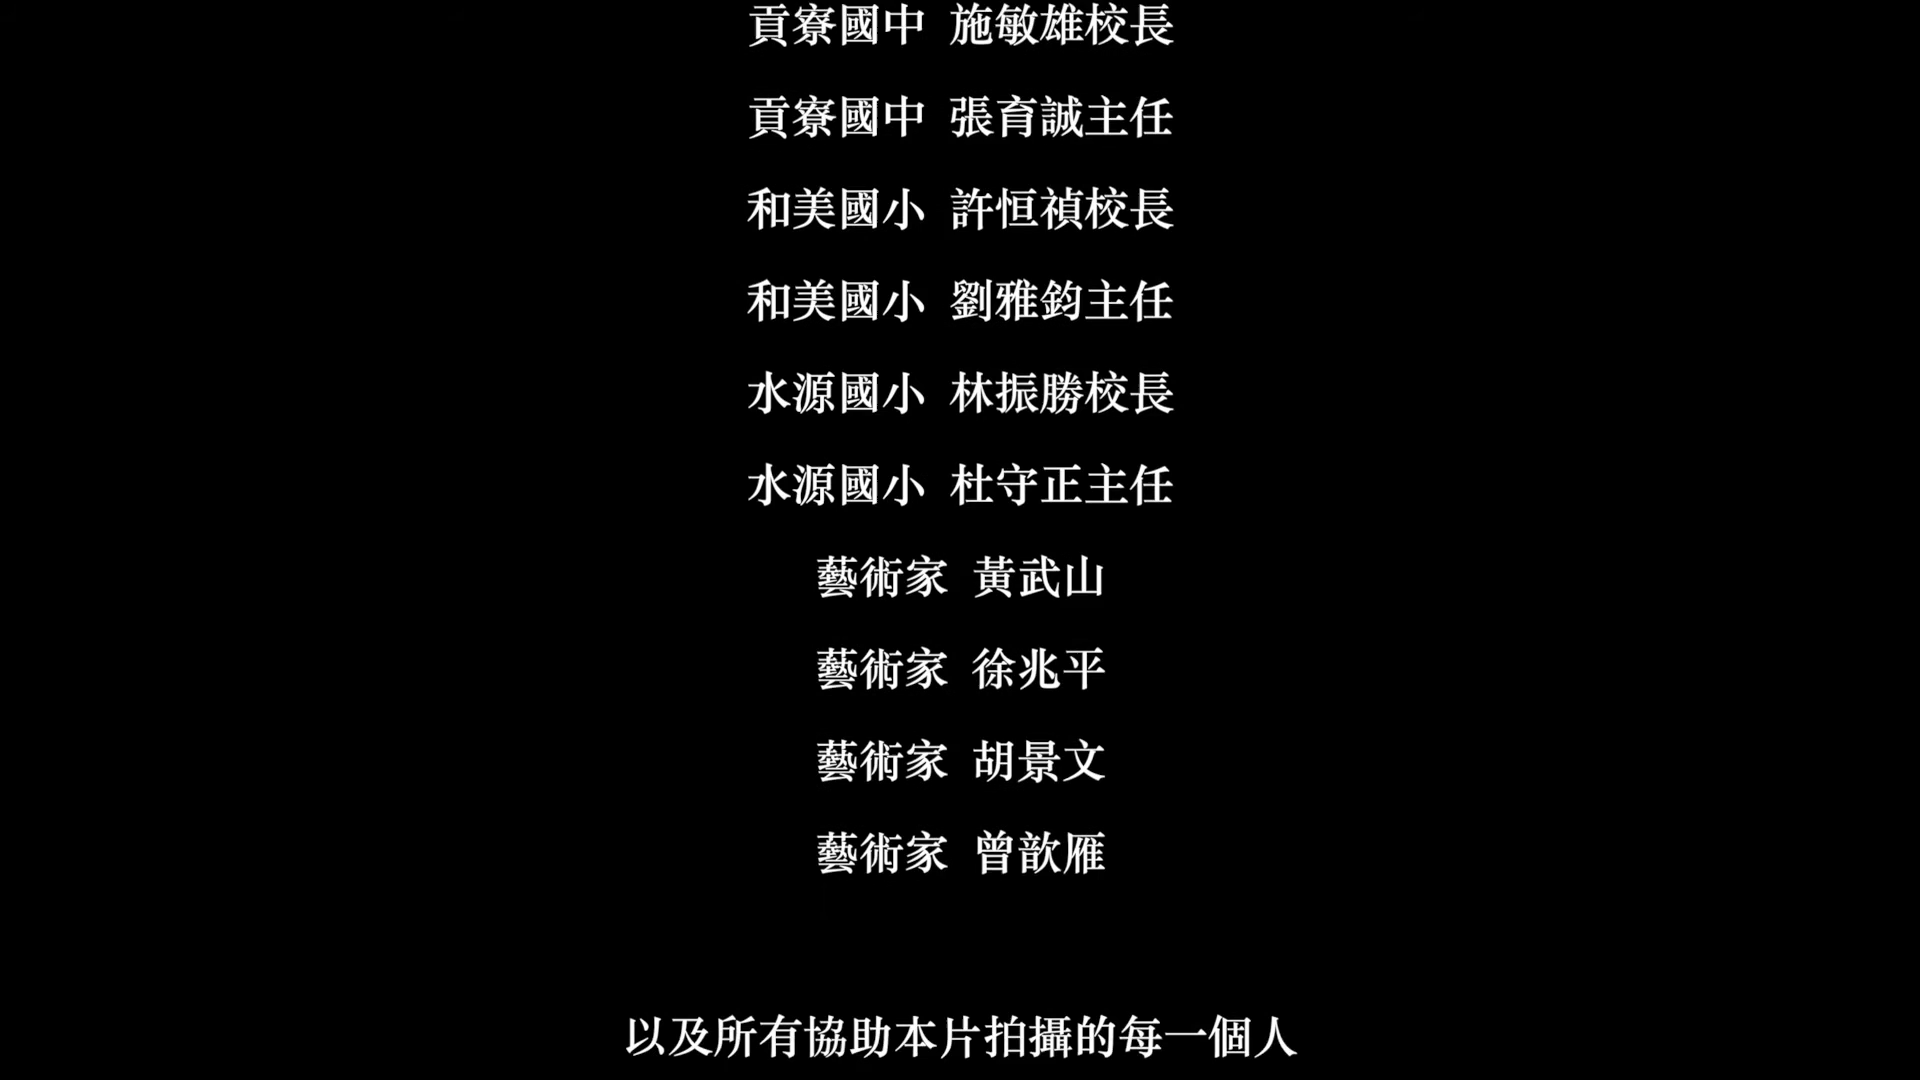 貢寮國中 施敏雄校長
貢寮國中 張育誠主任
和美國小 許恒禎校長
和美國小 劉雅鈞主任
水源國小 林振勝校長
水源國小 杜守正主任
藝術家 黃武山
藝術家 徐兆平
藝術家 胡景文
藝術家 曾歆雁
以及所有協助本片拍攝的每一個人